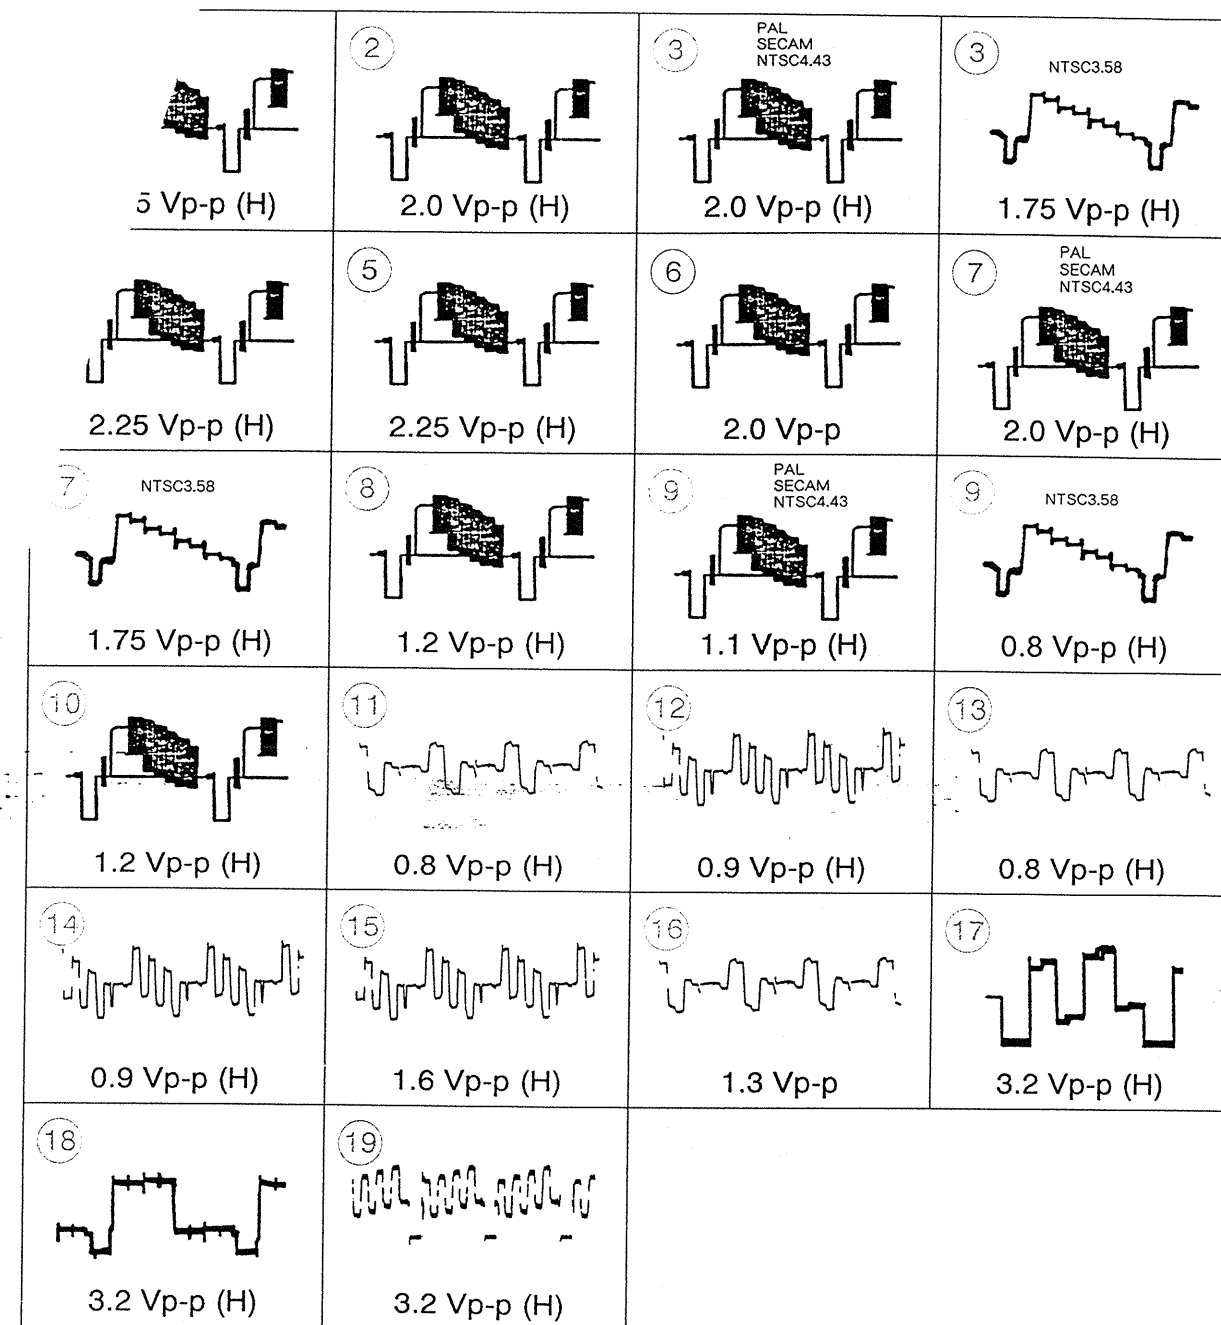 5 Vp-p (H)
2
2.0 Vp-p (H)
3
PAL
SECAM
NTSC4.43
2.0 Vp-p (H)
3
NTSC3.58
1.75 Vp-p (H)
2.25 Vp-p (H)
5
2.25 Vp-p (H)
6
2.0 Vp-p
7
PAL
SECAM
NTSC4.43
2.0 Vp-p (H)
7
NTSC3.58
1.75 Vp-p (H)
8
1.2 Vp-p (H)
9
PAL
SECAM
NTSC4.43
1.1 Vp-p (H)
9
NTSC3.58
0.8 Vp-p (H)
10
1.2 Vp-p (H)
11
0.8 Vp-p (H)
12
0.9 Vp-p (H)
13
0.8 Vp-p (H)
14
0.9 Vp-p (H)
15
1.6 Vp-p (H)
16
1.3 Vp-p
17
3.2 Vp-p (H)
18
3.2 Vp-p (H)
19
3.2 Vp-p (H)